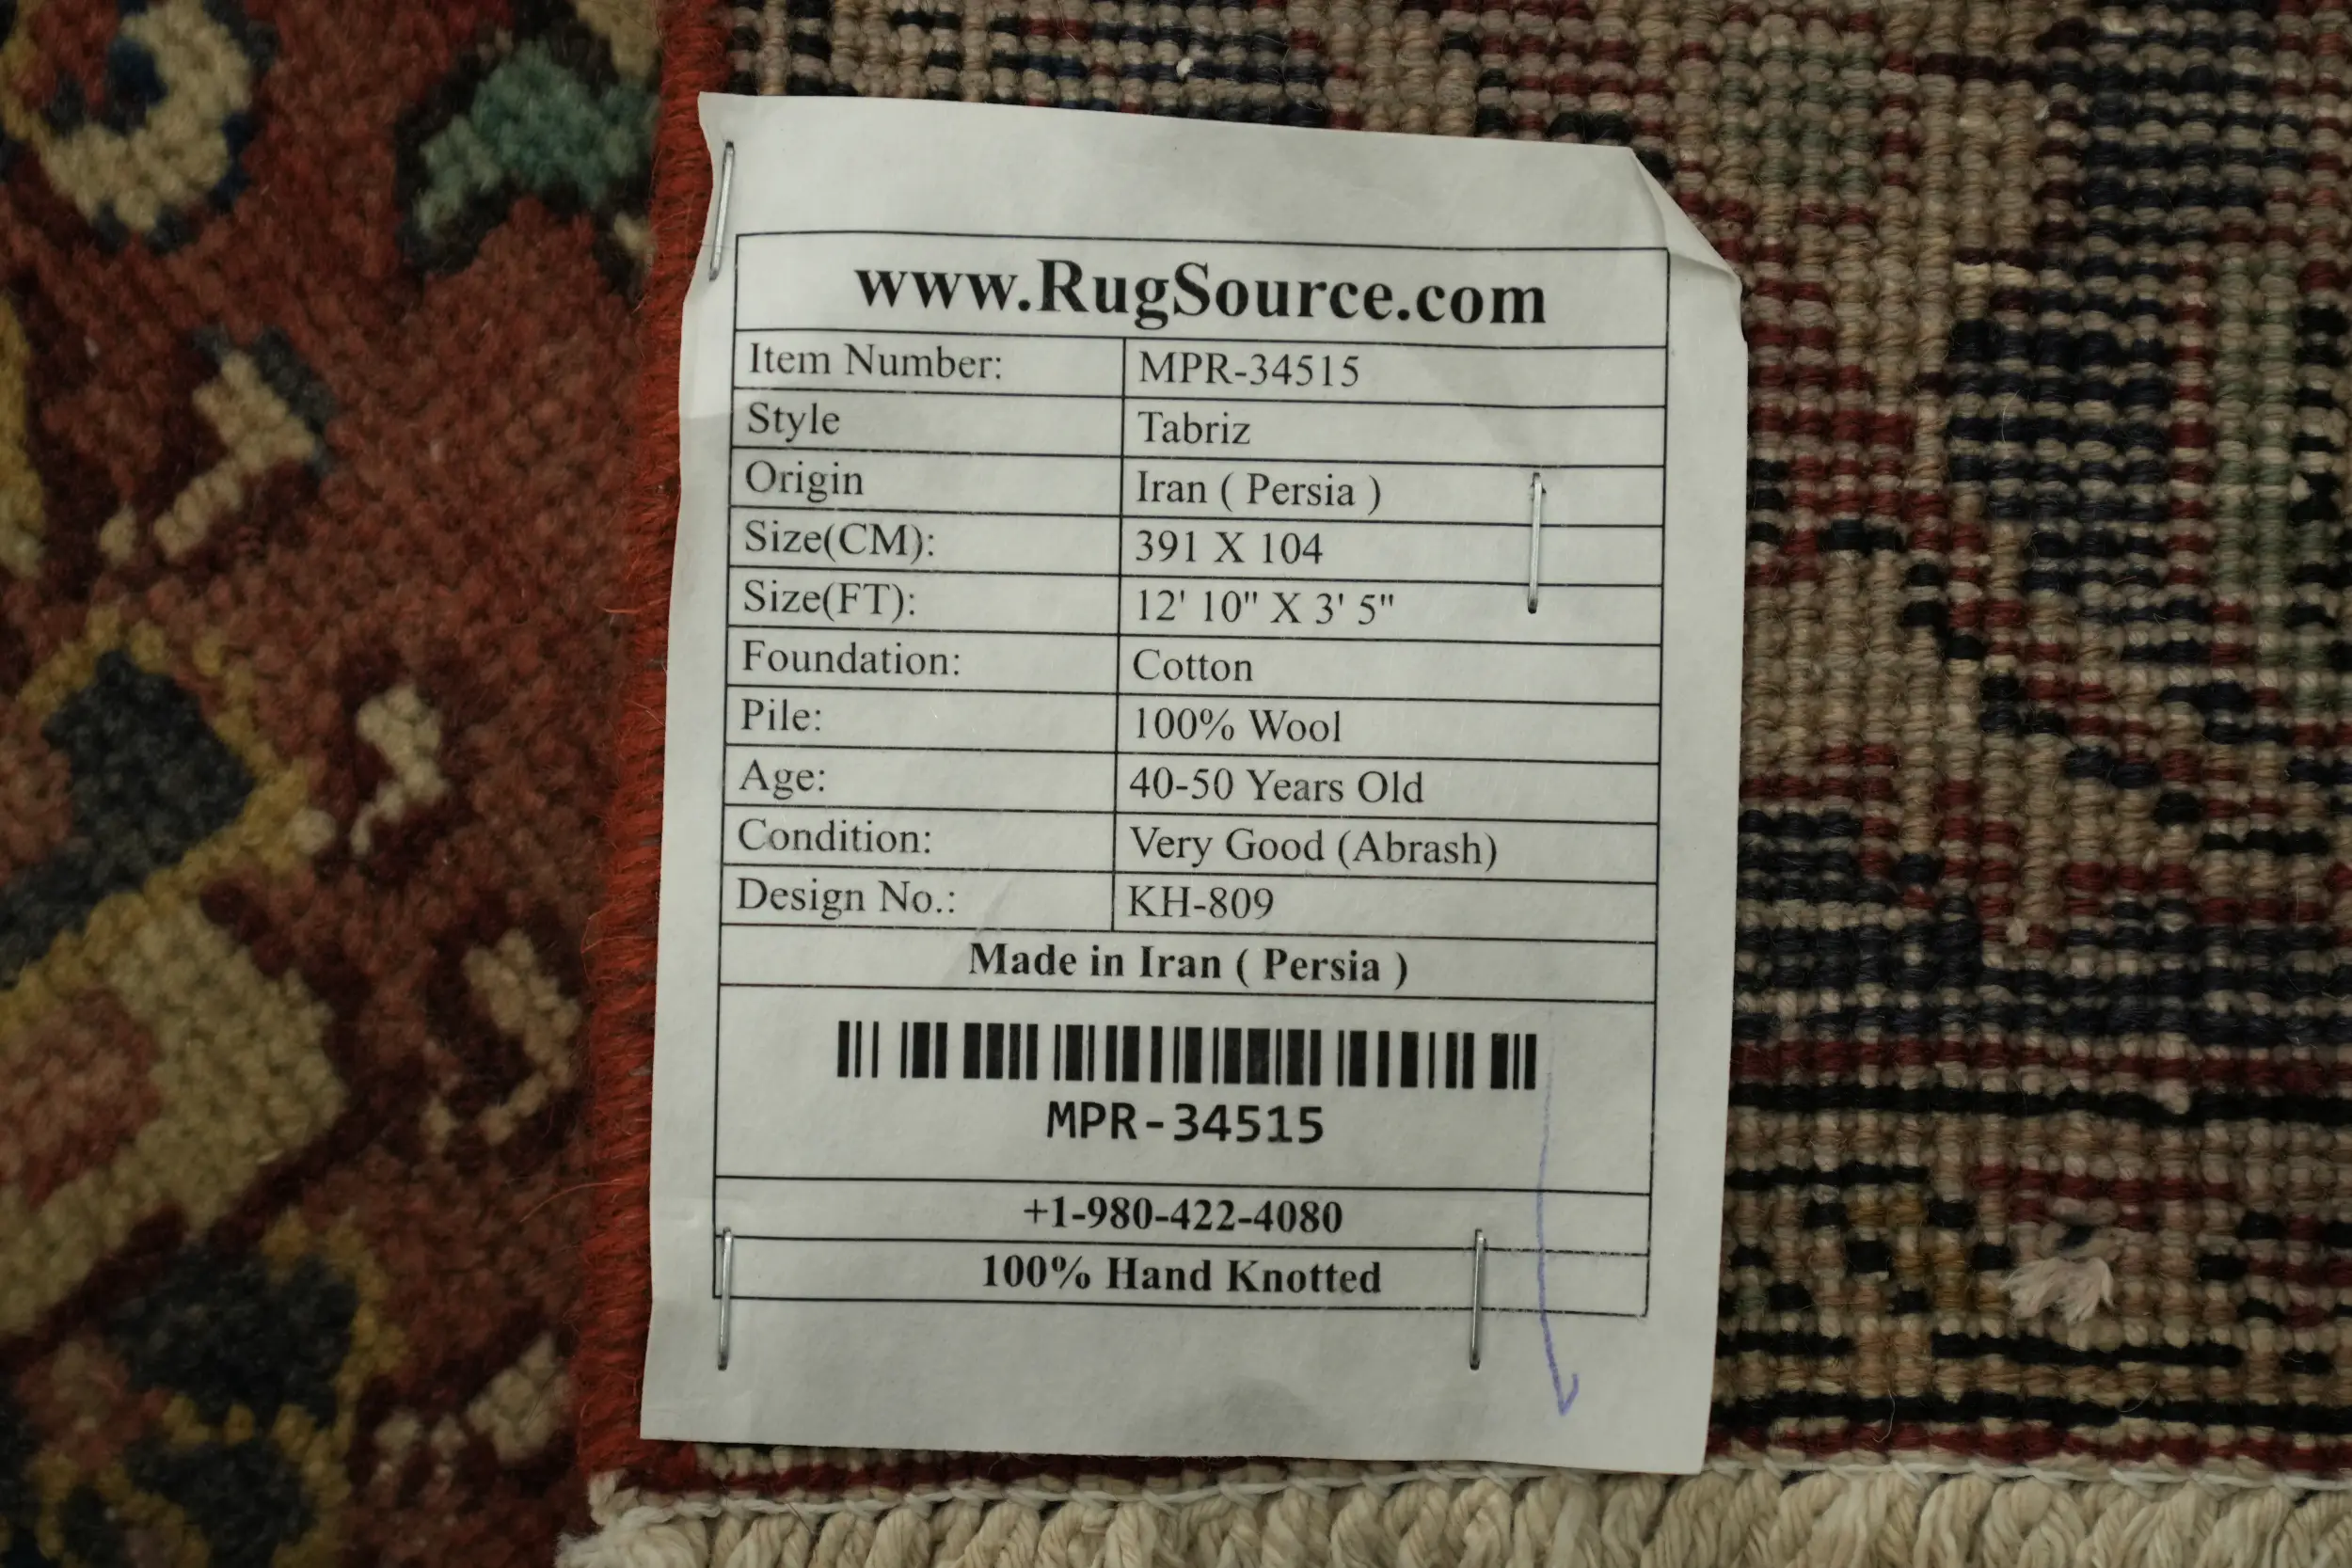 www.RugSource.com
Item Number: MPR-34515
Style Tabriz
Origin Iran ( Persia )
Size(CM): 391 X 104
Size(FT): 12' 10" X 3' 5"
Foundation: Cotton
Pile: 100% Wool
Age: 40-50 Years Old
Condition: Very Good (Abrash)
Design No.: KH-809
Made in Iran ( Persia )
MPR-34515
+1-980-422-4080
100% Hand Knotted